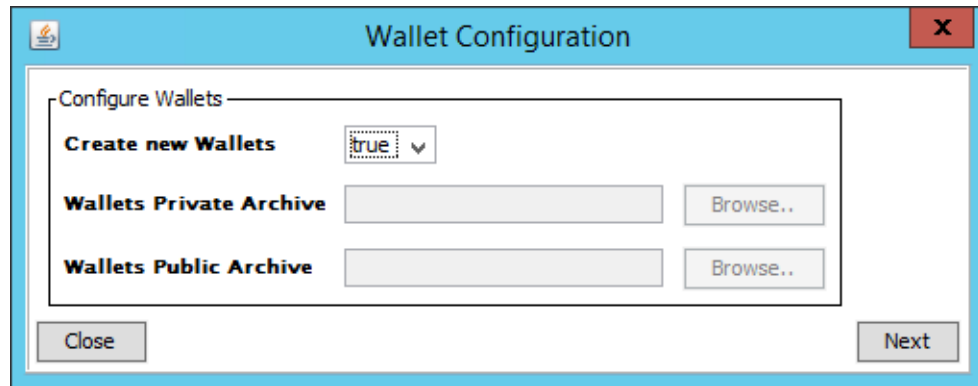 Wallet Configuration
x
Configure Wallets
Create new Wallets true
Wallets Private Archive Browse..
Wallets Public Archive Browse..
Close Next